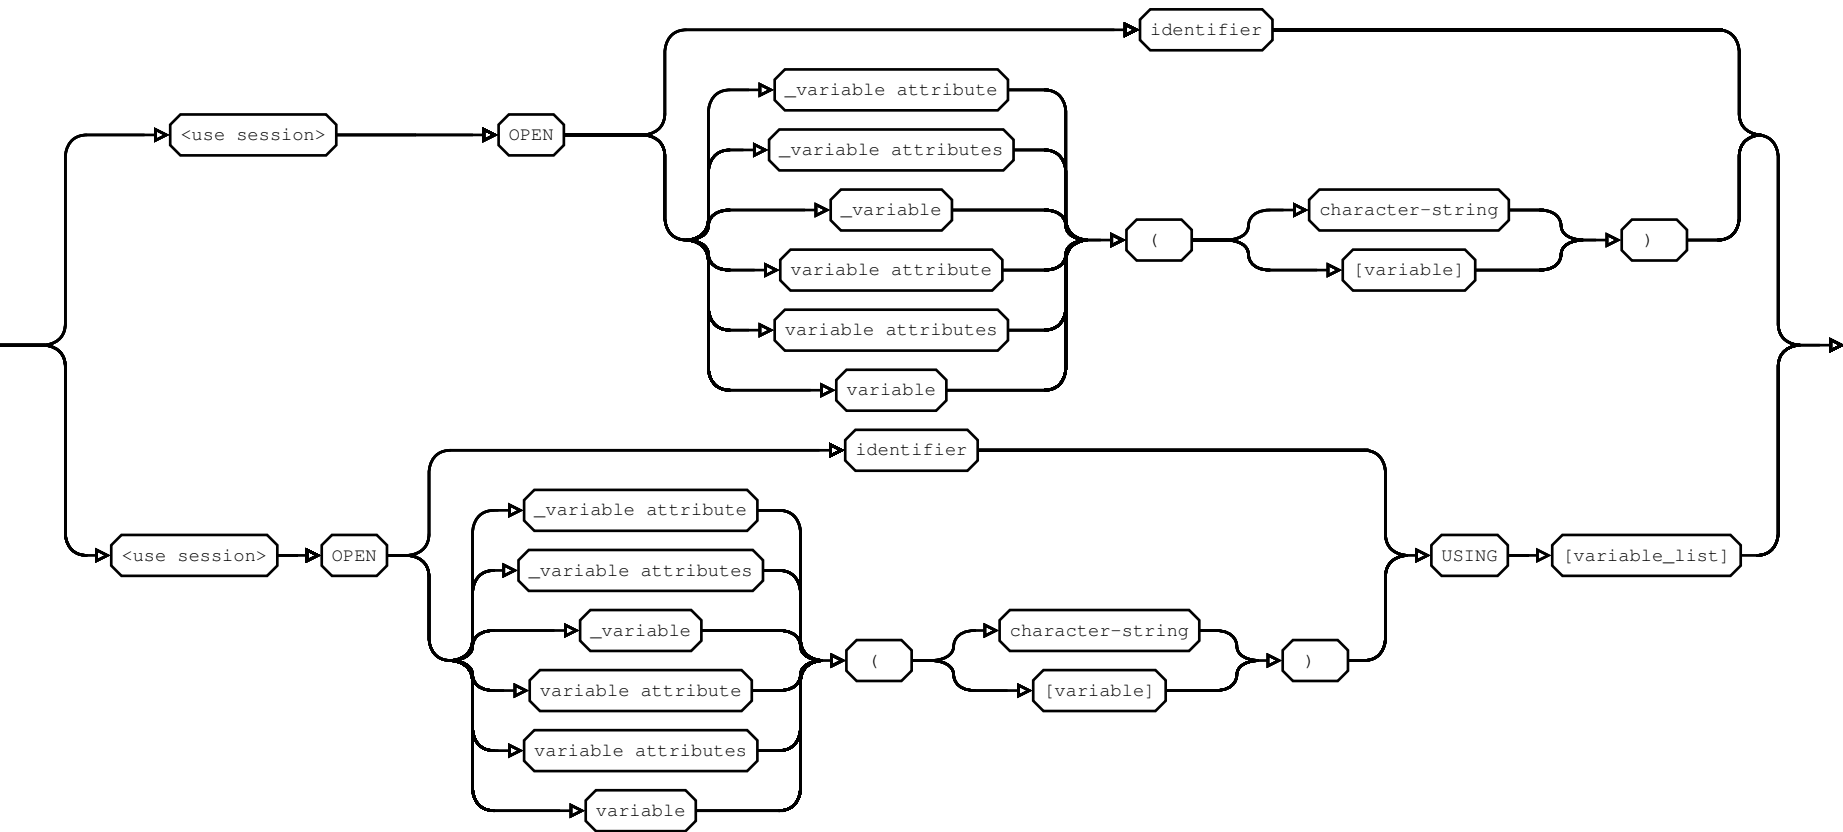 identifier
_variable attribute
<use session> OPEN
_variable attributes
_variable character-string
( )
variable attribute [variable]
variable attributes
variable
identifier
_variable attribute
<use session> OPEN USING [variable_list]
_variable attributes
_variable character-string
( )
variable attribute [variable]
variable attributes
variable